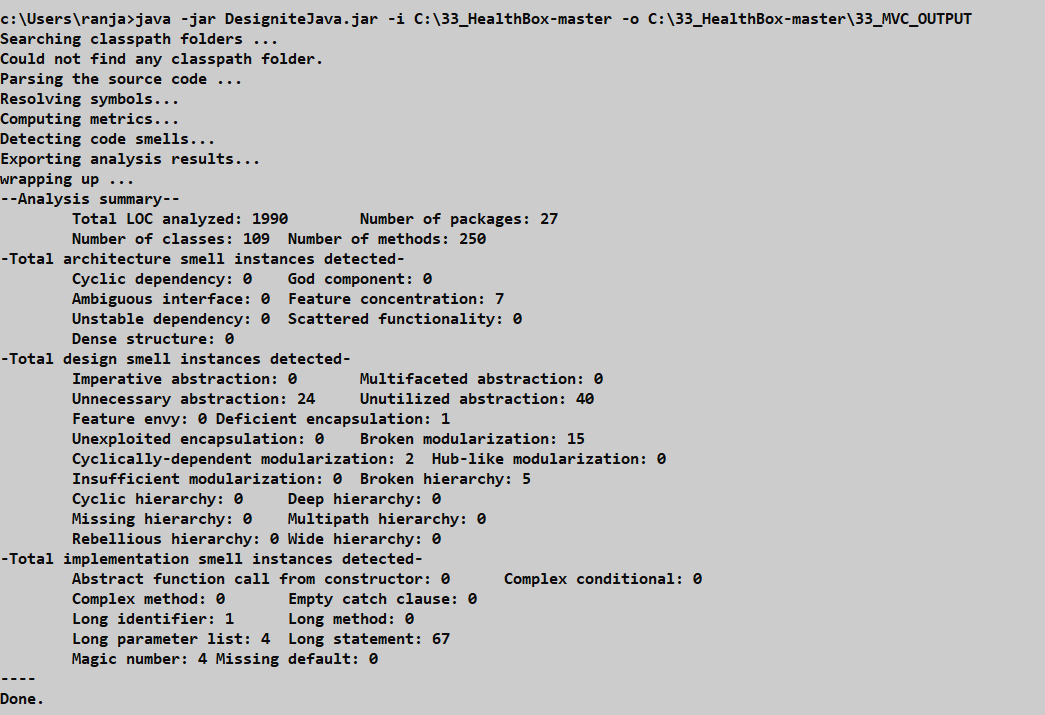 c:\Users\ranja>java -jar DesigniteJava.jar -i C:\33_HealthBox-master -o C:\33_HealthBox-master\33_MVC_OUTPUT
Searching classpath folders ...
Could not find any classpath folder.
Parsing the source code ...
Resolving symbols...
Computing metrics...
Detecting code smells...
Exporting analysis results...
wrapping up ...
--Analysis summary--
Total LOC analyzed: 1990 Number of packages: 27
Number of classes: 109 Number of methods: 250
-Total architecture smell instances detected-
Cyclic dependency: 0 God component: 0
Ambiguous interface: 0 Feature concentration: 7
Unstable dependency: 0 Scattered functionality: 0
Dense structure: 0
-Total design smell instances detected-
Imperative abstraction: 0 Multifaceted abstraction: 0
Unnecessary abstraction: 24 Unutilized abstraction: 40
Feature envy: 0 Deficient encapsulation: 1
Unexploited encapsulation: 0 Broken modularization: 15
Cyclically-dependent modularization: 2 Hub-like modularization: 0
Insufficient modularization: 0 Broken hierarchy: 5
Cyclic hierarchy: 0 Deep hierarchy: 0
Missing hierarchy: 0 Multipath hierarchy: 0
Rebellious hierarchy: 0 Wide hierarchy: 0
-Total implementation smell instances detected-
Abstract function call from constructor: 0 Complex conditional: 0
Complex method: 0 Empty catch clause: 0
Long identifier: 1 Long method: 0
Long parameter list: 4 Long statement: 67
Magic number: 4 Missing default: 0
----
Done.